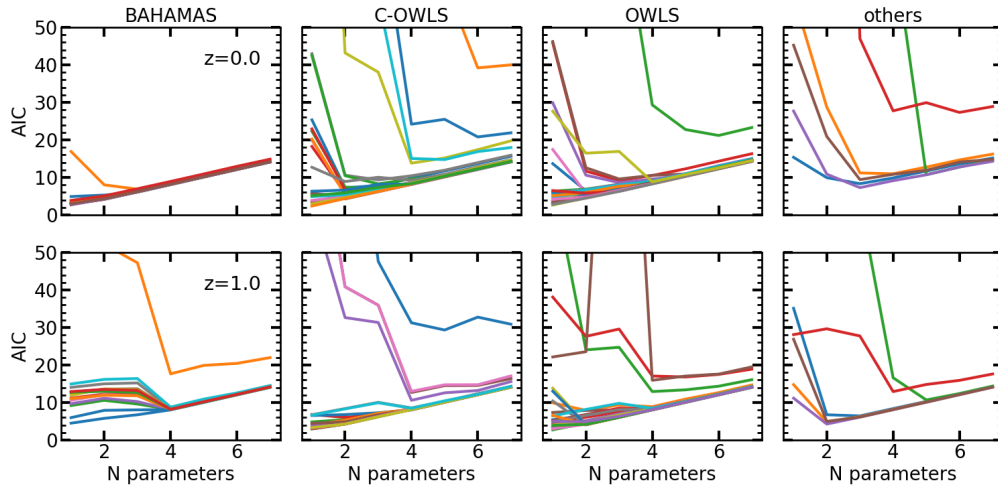 BAHAMAS C-OWLS OWLS others
50
40
30
20
10
0
AIC
z=0.0
50
40
30
20
10
0
AIC
z=1.0
2 4 6 2 4 6 2 4 6 2 4 6
N parameters N parameters N parameters N parameters